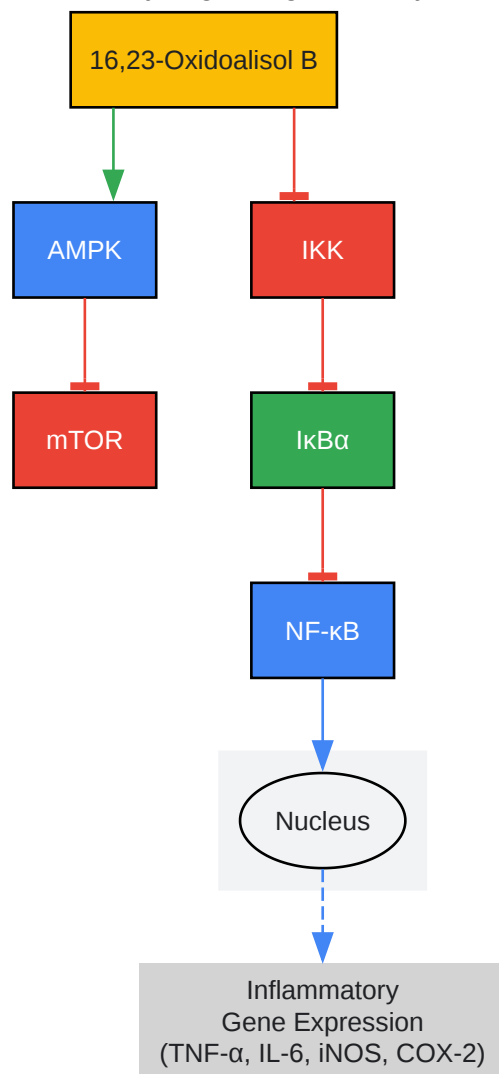 16,23-Oxidoalisol B
AMPK
IKK
mTOR
IκBα
NF-κB
Nucleus
Inflammatory
Gene Expression
(TNF-α, IL-6, iNOS, COX-2)